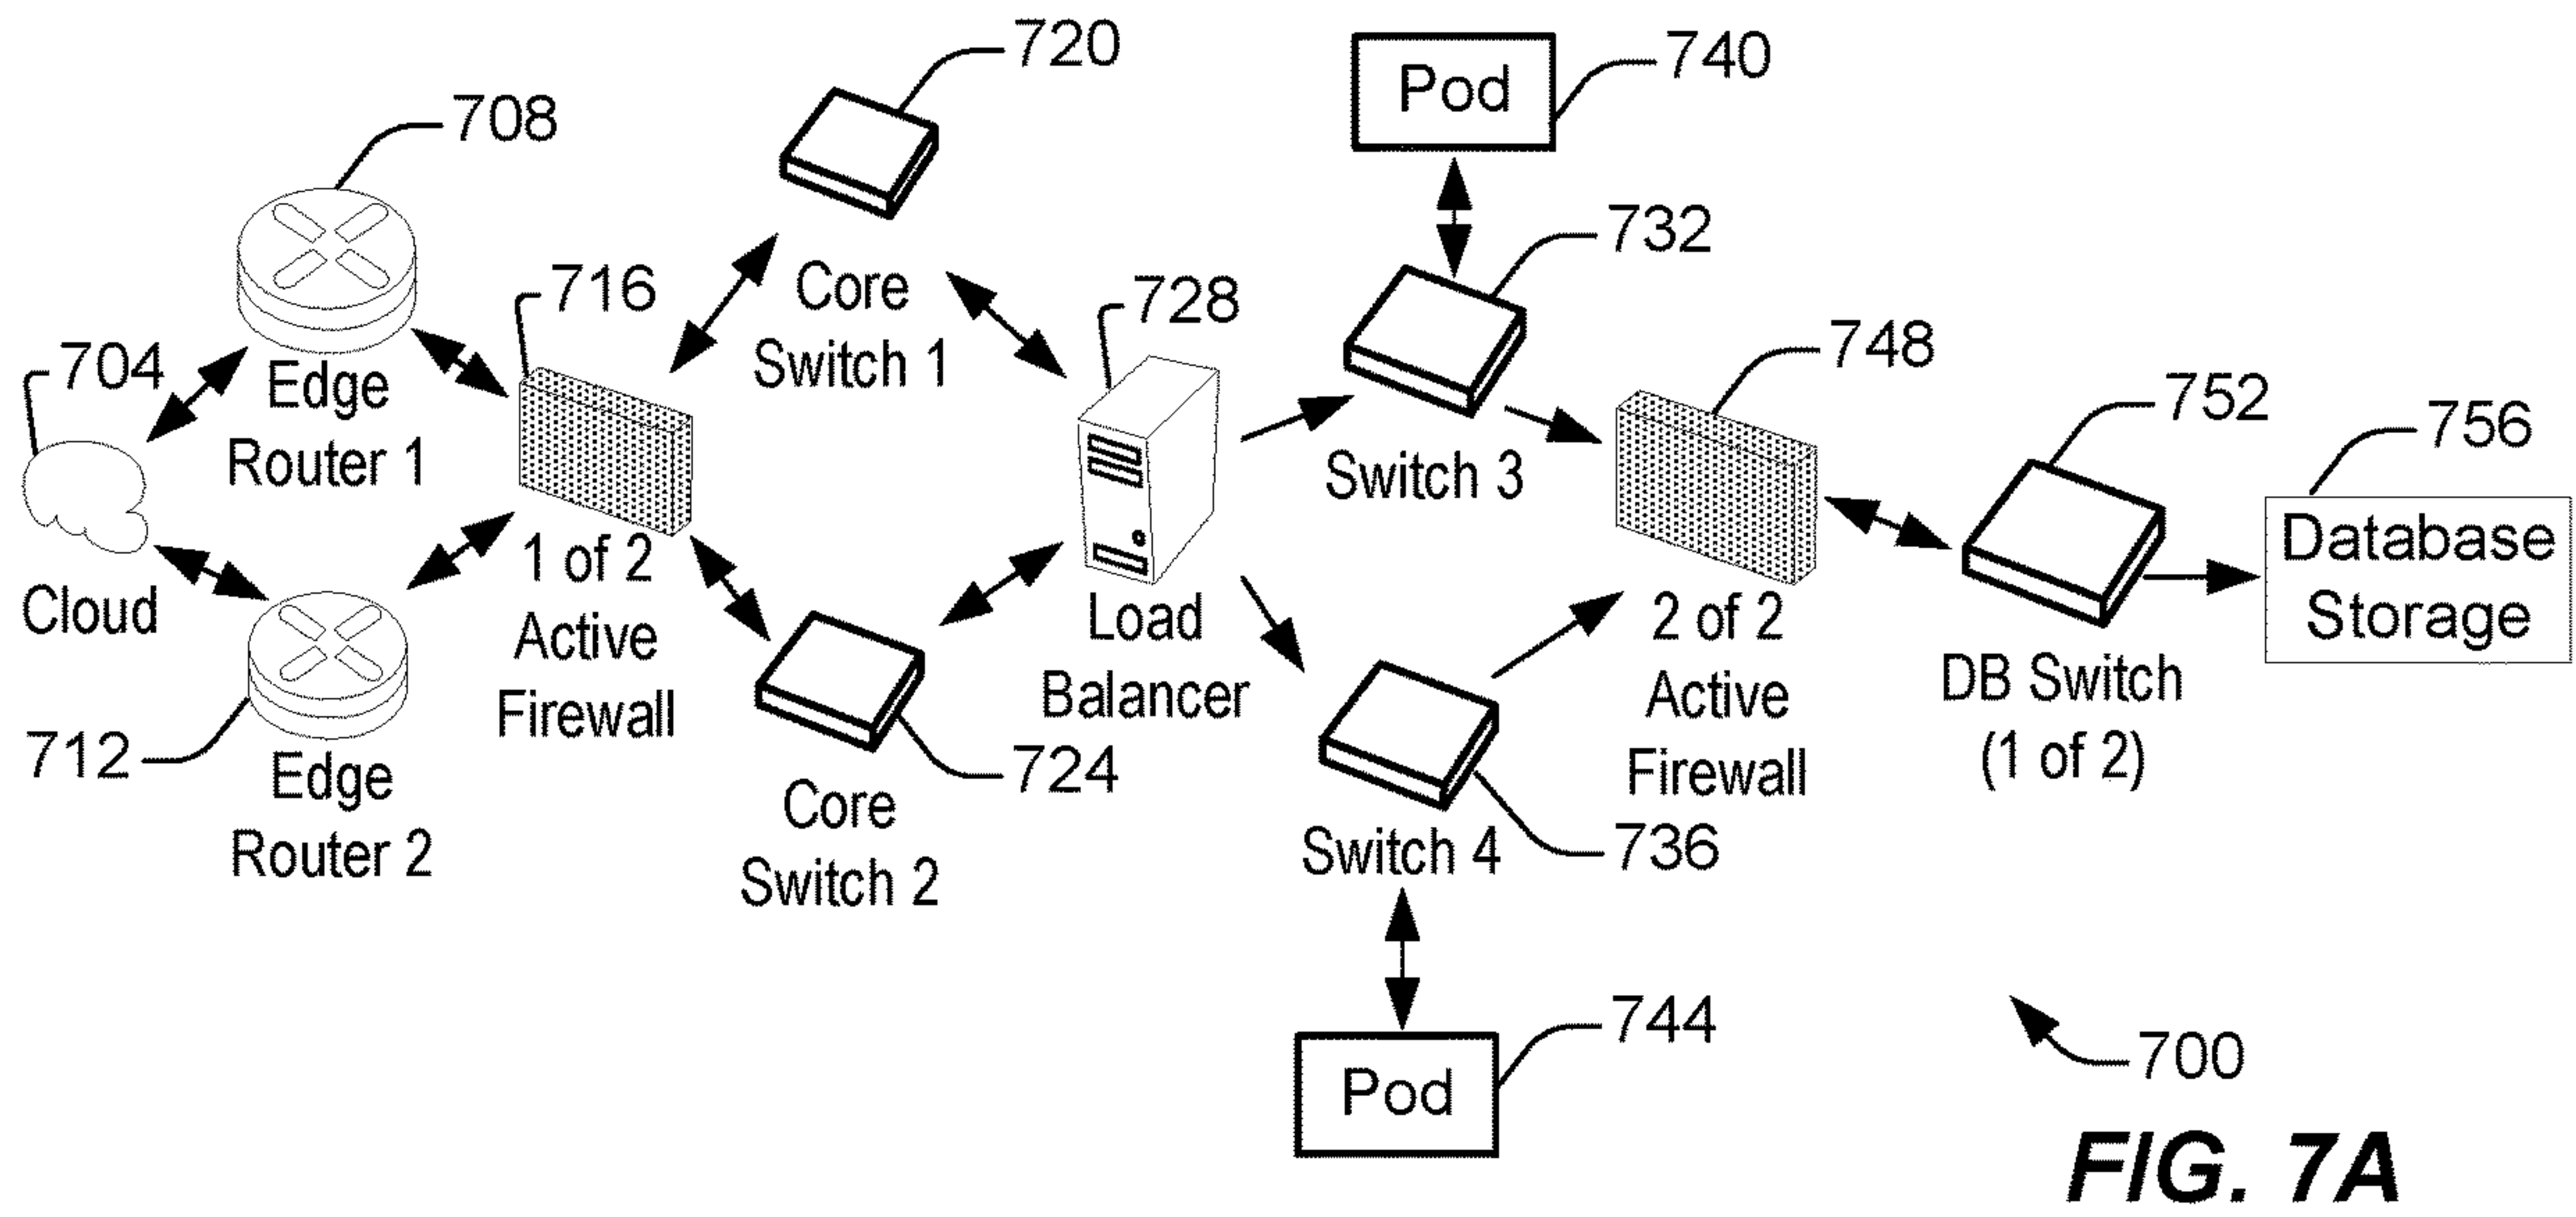 720
Pod
740
708
732
716
Core
Switch 1
728
748
704
Edge
Router 1
752
756
Switch 3
Database
Storage
1 of 2
Active
Firewall
Cloud
Load
Balancer
2 of 2
Active
Firewall
DB Switch
(1 of 2)
712
Edge
Router 2
724
Core
Switch 2
Switch 4
736
744
Pod
700
FIG. 7A